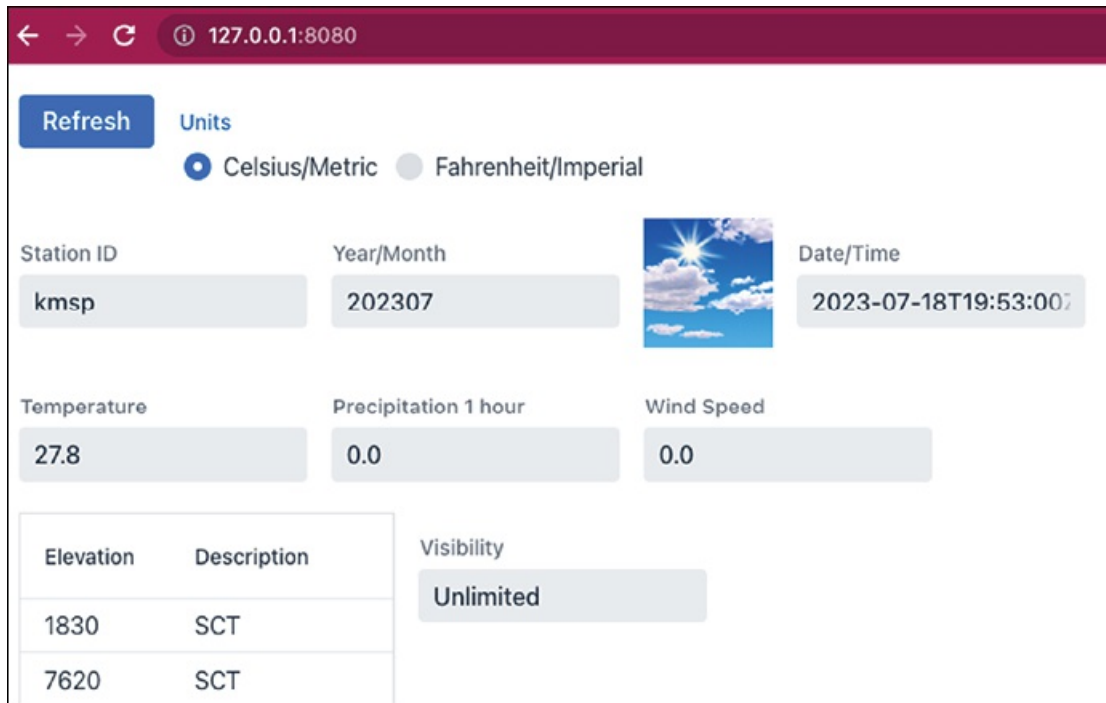 127.0.0.1:8080
Refresh
Units
Celsius/Metric Fahrenheit/Imperial
Station ID Year/Month Date/Time
kmsp 202307 2023-07-18T19:53:00Z
Temperature Precipitation 1 hour Wind Speed
27.8 0.0 0.0
Elevation Description Visibility
Unlimited
1830 SCT
7620 SCT